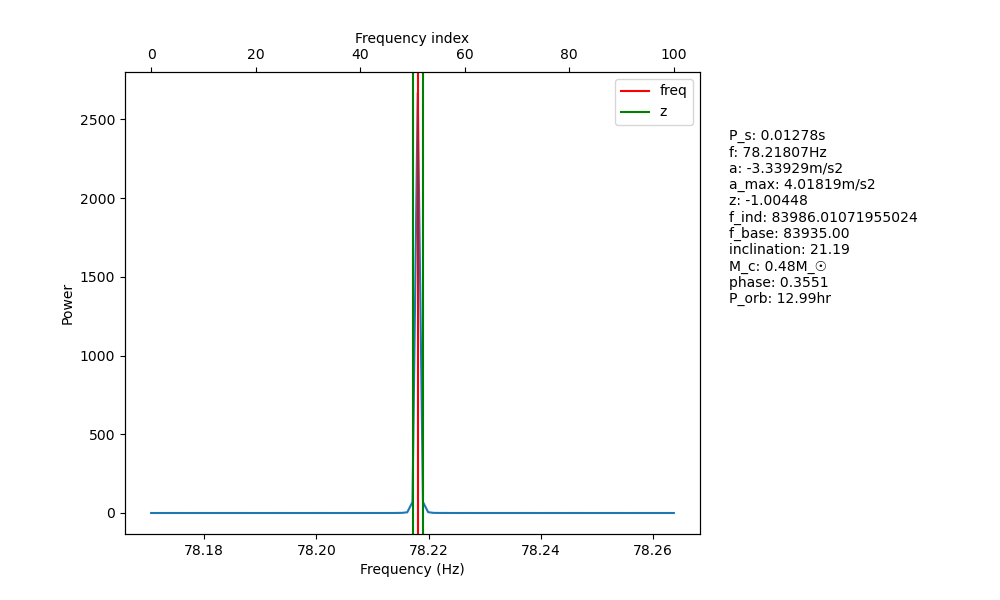 Frequency index
0 20 40 60 80 100
freq
z
2500
2000
1500
1000
500
0
Power
78.18 78.20 78.22 78.24 78.26
Frequency (Hz)
P_s: 0.01278s
f: 78.21807Hz
a: -3.33929m/s2
a_max: 4.01819m/s2
z: -1.00448
f_ind: 83986.01071955024
f_base: 83935.00
inclination: 21.19
M_c: 0.48M_☉
phase: 0.3551
P_orb: 12.99hr